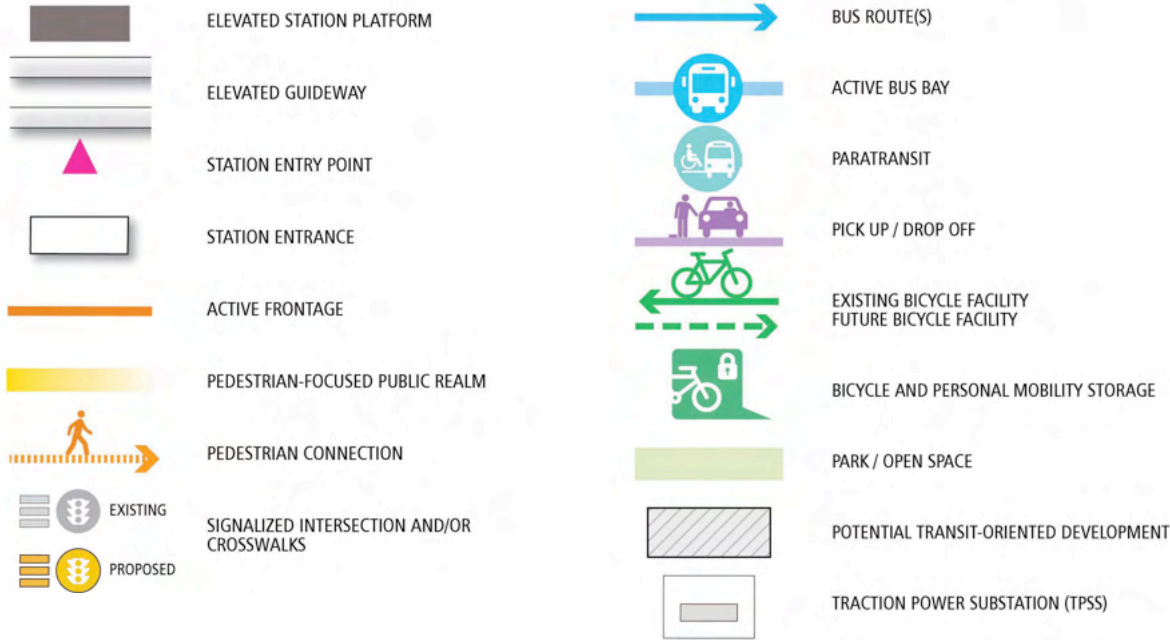 ELEVATED STATION PLATFORM
ELEVATED GUIDEWAY
STATION ENTRY POINT
STATION ENTRANCE
ACTIVE FRONTAGE
PEDESTRIAN-FOCUSED PUBLIC REALM
PEDESTRIAN CONNECTION
EXISTING
PROPOSED
SIGNALIZED INTERSECTION AND/OR
CROSSWALKS
BUS ROUTE(S)
ACTIVE BUS BAY
PARATRANSIT
PICK UP / DROP OFF
EXISTING BICYCLE FACILITY
FUTURE BICYCLE FACILITY
BICYCLE AND PERSONAL MOBILITY STORAGE
PARK / OPEN SPACE
POTENTIAL TRANSIT-ORIENTED DEVELOPMENT
TRACTION POWER SUBSTATION (TPSS)